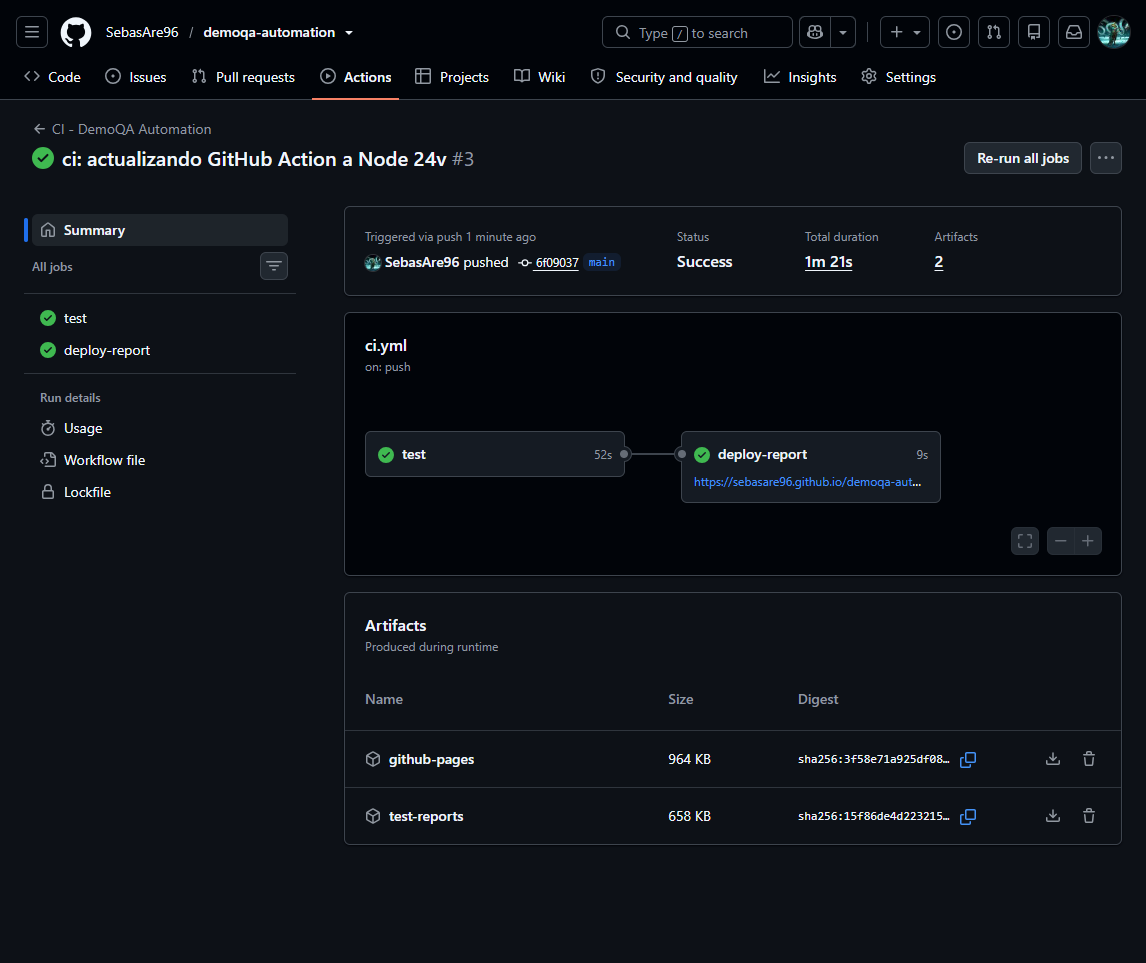 SebasAre96 / demoqa-automation
Type / to search
Code Issues Pull requests Actions Projects Wiki Security and quality Insights Settings
CI - DemoQA Automation
ci: actualizando GitHub Action a Node 24v #3
Re-run all jobs
Summary
All jobs
test
deploy-report
Run details
Usage
Workflow file
Lockfile
Triggered via push 1 minute ago
SebasAre96 pushed 6f09037 main
Status
Success
Total duration
1m 21s
Artifacts
2
ci.yml
on: push
test 52s
deploy-report 9s
https://sebasare96.github.io/demoqa-aut...
Artifacts
Produced during runtime
Name Size Digest
github-pages 964 KB sha256:3f58e71a925df08…
test-reports 658 KB sha256:15f86de4d223215…